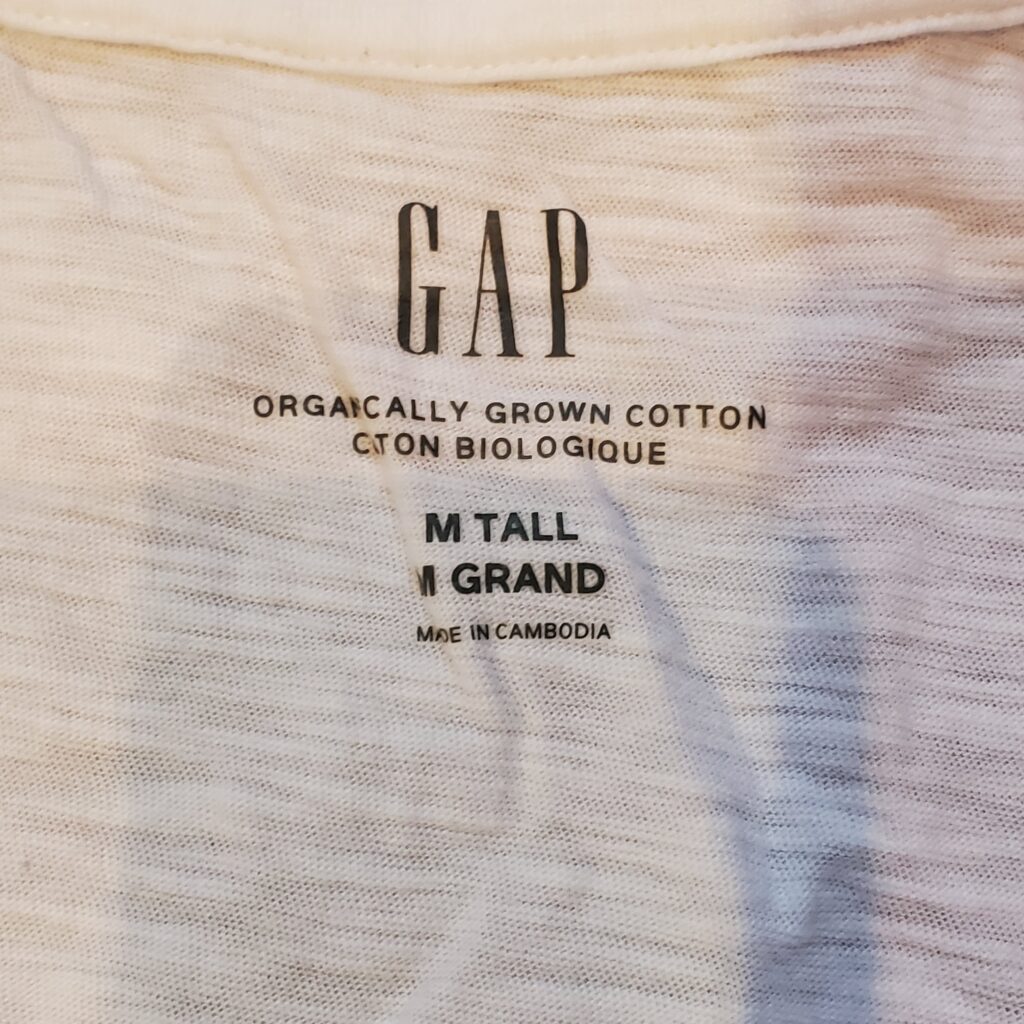 GAP
ORGANICALLY GROWN COTTON
COTON BIOLOGIQUE
M TALL
M GRAND
MADE IN CAMBODIA